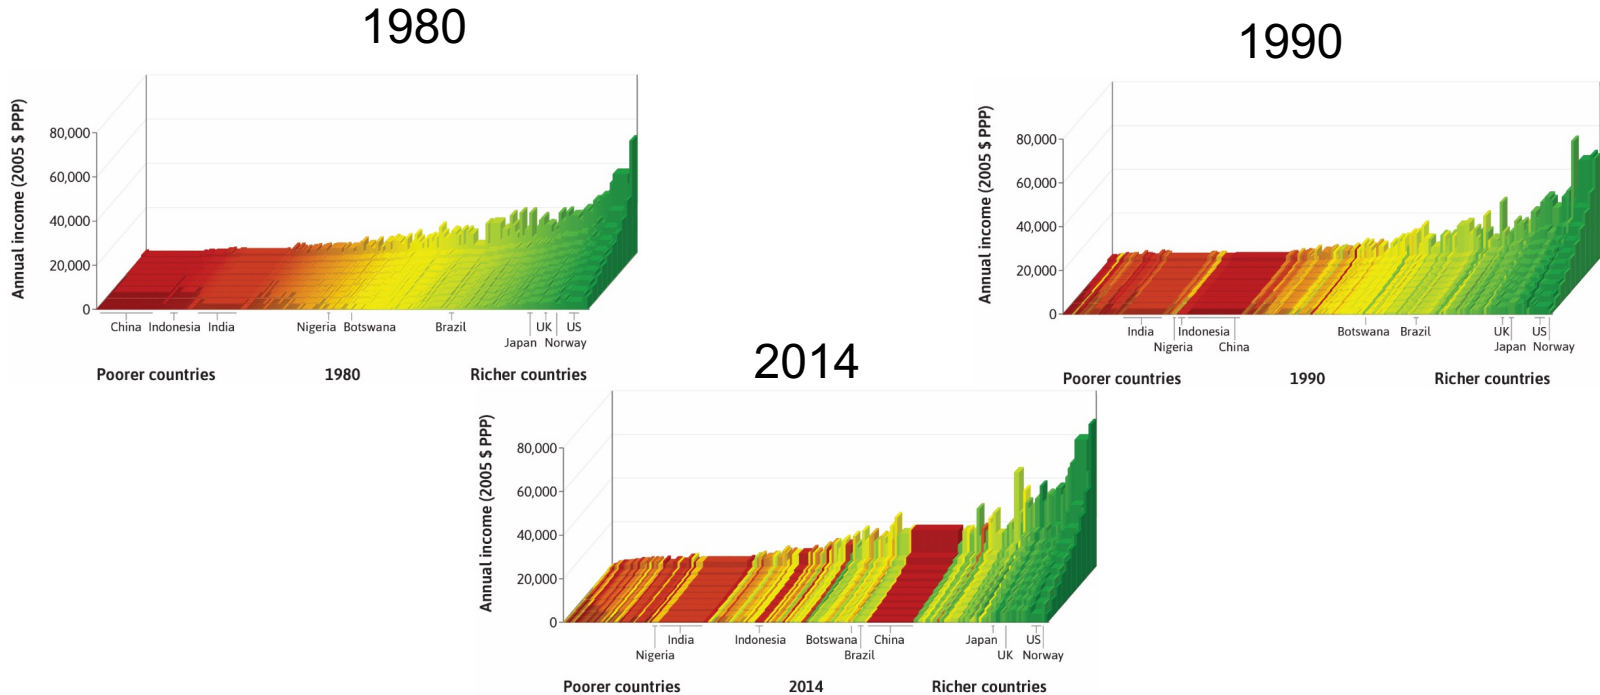 1980
Annual income (2005 $ PPP)
80,000
60,000
40,000
20,000
0
China Indonesia India Nigeria Botswana Brazil UK US
Japan Norway
Poorer countries 1980 Richer countries
1990
Annual income (2005 $ PPP)
80,000
60,000
40,000
20,000
0
India Indonesia Botswana Brazil UK US
Nigeria China Japan Norway
Poorer countries 1990 Richer countries
2014
Annual income (2005 $ PPP)
80,000
60,000
40,000
20,000
0
India Indonesia Botswana China Japan US
Nigeria Brazil UK Norway
Poorer countries 2014 Richer countries